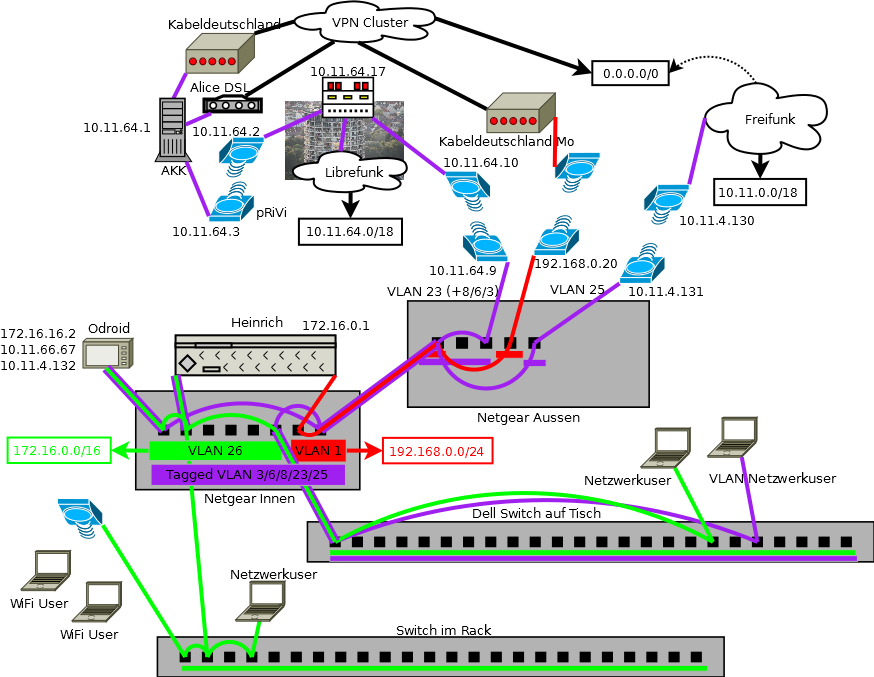 Kabeldeutschland
VPN Cluster
0.0.0.0/0
10.11.64.17
Alice DSL
10.11.64.1
10.11.64.2
AKK
Freifunk
Kabeldeutschland Mo
10.11.64.10
Librefunk
pRiVi
10.11.64.3
10.11.64.0/18
10.11.0.0/18
10.11.4.130
10.11.64.9
192.168.0.20
VLAN 23 (+8/6/3)
VLAN 25
10.11.4.131
172.16.16.2
10.11.66.67
10.11.4.132
Odroid
Heinrich
172.16.0.1
Netgear Aussen
172.16.0.0/16
VLAN 26
VLAN 1
192.168.0.0/24
Tagged VLAN 3/6/8/23/25
Netgear Innen
Netzwerkuser
VLAN Netzwerkuser
Dell Switch auf Tisch
WiFi User
WiFi User
Netzwerkuser
Switch im Rack